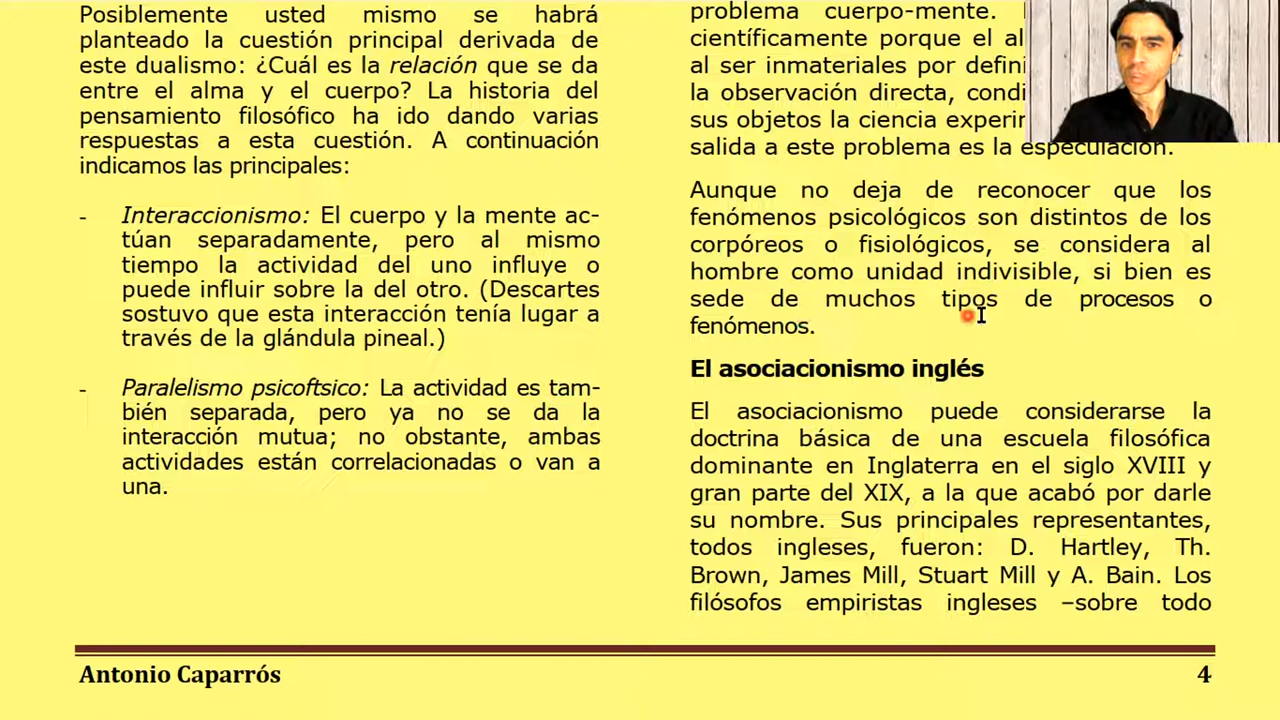 Posiblemente usted mismo se habrá
planteado la cuestión principal derivada de
este dualismo: ¿Cuál es la relación que se da
entre el alma y el cuerpo? La historia del
pensamiento filosófico ha ido dando varias
respuestas a esta cuestión. A continuación
indicamos las principales:
- Interaccionismo: El cuerpo y la mente ac-
túan separadamente, pero al mismo
tiempo la actividad del uno influye o
puede influir sobre la del otro. (Descartes
sostuvo que esta interacción tenía lugar a
través de la glándula pineal.)
- Paralelismo psicoftsico: La actividad es tam-
bién separada, pero ya no se da la
interacción mutua; no obstante, ambas
actividades están correlacionadas o van a
una.
problema cuerpo-mente.
científicamente porque el al
al ser inmateriales por defini
la observación directa, condi
sus objetos la ciencia experin
salida a este problema es la especulación.
Aunque no deja de reconocer que los
fenómenos psicológicos son distintos de los
corpóreos o fisiológicos, se considera al
hombre como unidad indivisible, si bien es
sede de muchos tipos de procesos o
fenómenos.
El asociacionismo inglés
El asociacionismo puede considerarse la
doctrina básica de una escuela filosófica
dominante en Inglaterra en el siglo XVIII y
gran parte del XIX, a la que acabó por darle
su nombre. Sus principales representantes,
todos ingleses, fueron: D. Hartley, Th.
Brown, James Mill, Stuart Mill y A. Bain. Los
filósofos empiristas ingleses –sobre todo
Antonio Caparrós 4